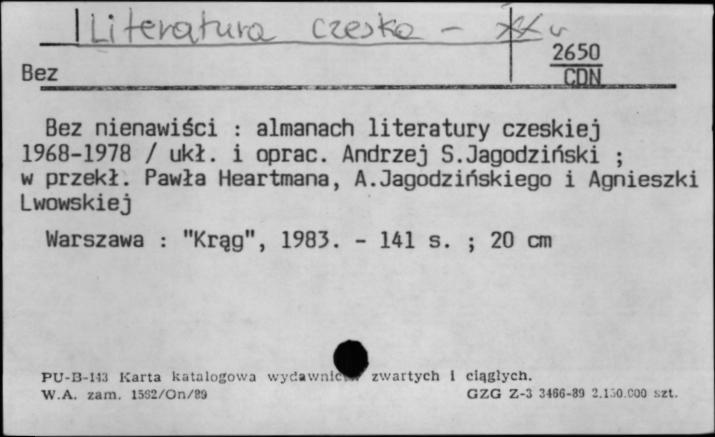 Literatura czeska - XX w
2650
Bez
CDN
Bez nienawiści : almanach literatury czeskiej
1968-1978 / ukł. i oprac. Andrzej S.Jagodziński ;
w przekł. Pawła Heartmana, A.Jagodzińskiego i Agnieszki
Lwowskiej
Warszawa : "Krąg", 1983. - 141 s. ; 20 cm
PU-B-143 Karta katalogowa wydawnictw zwartych i ciągłych.
W.A. zam. 1592/On/89 GZG Z-3 3466-89 2.150.000 szt.